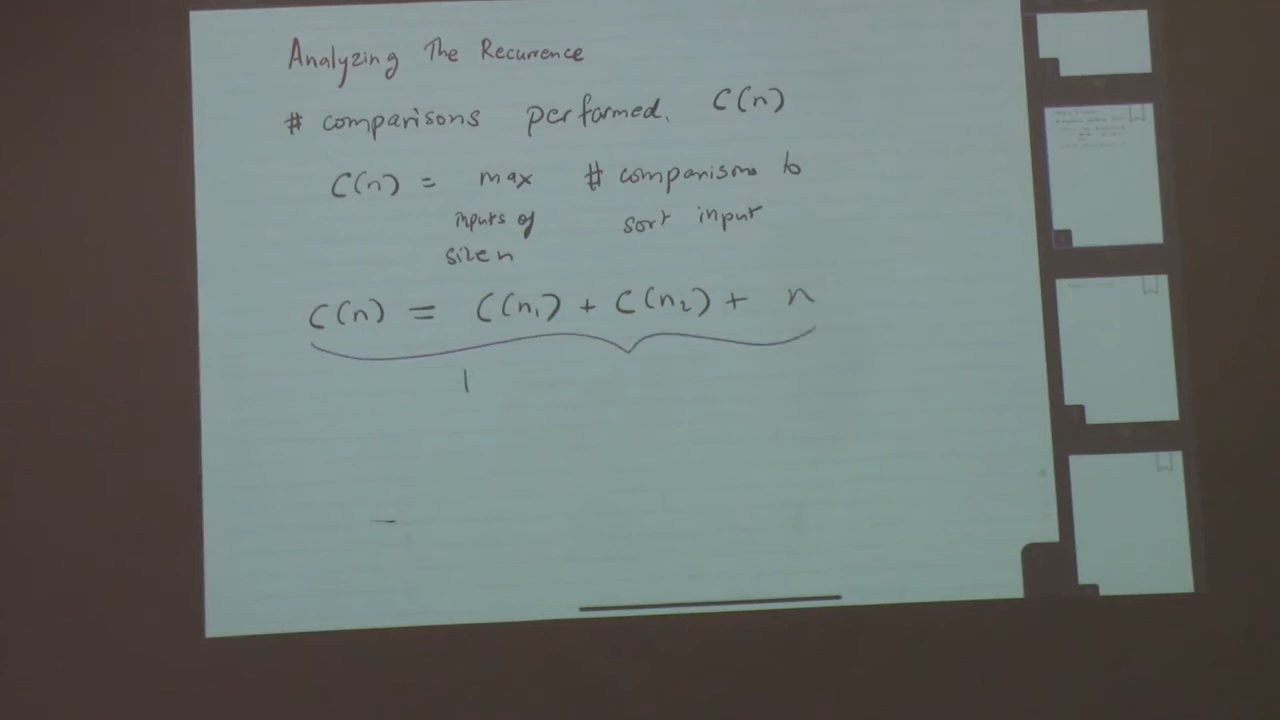 Analyzing The Recurrence
# comparisons performed. C(n)
C(n) = max # comparisons to
inputs of sort input
size n
C(n) = C(n₁) + C(n₂) + n